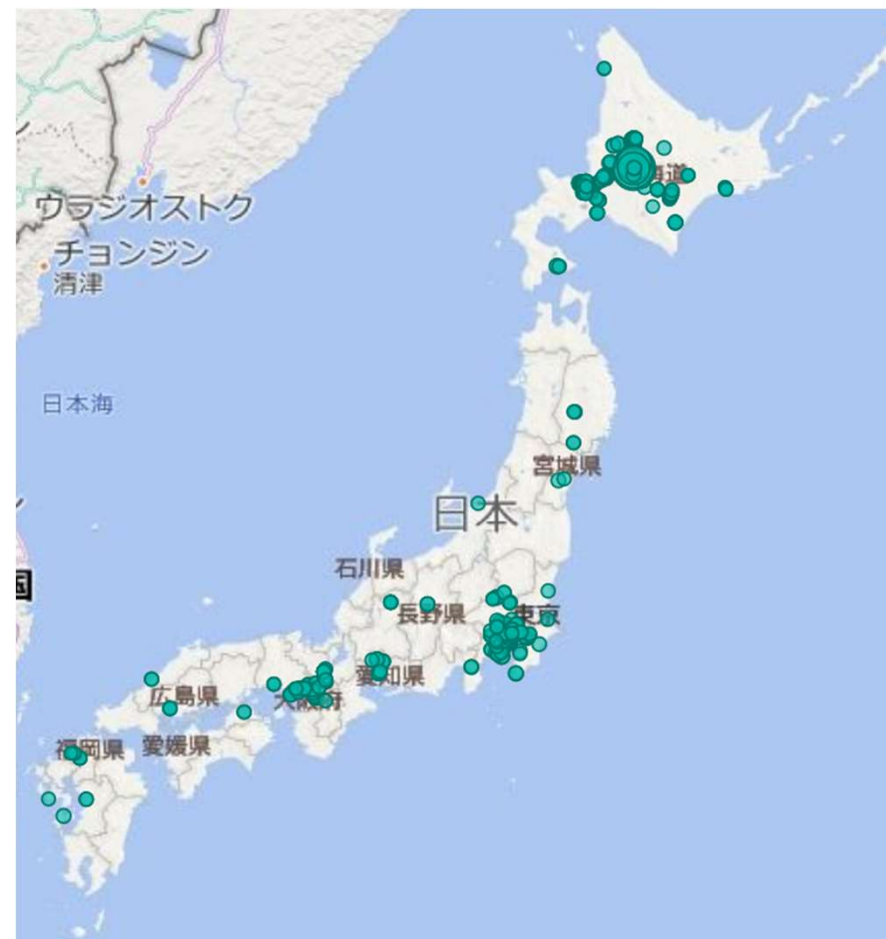 ウラジオストク
チョンジン
清津
日本海
宮城県
日本
石川県
長野県
東京
愛知県
広島県
大阪府
福岡県
愛媛県
国